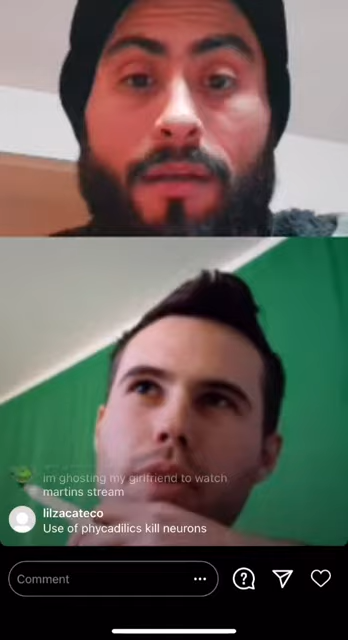 im ghosting my girlfriend to watch
martins stream
lilzacateco
Use of phycadilics kill neurons
Comment